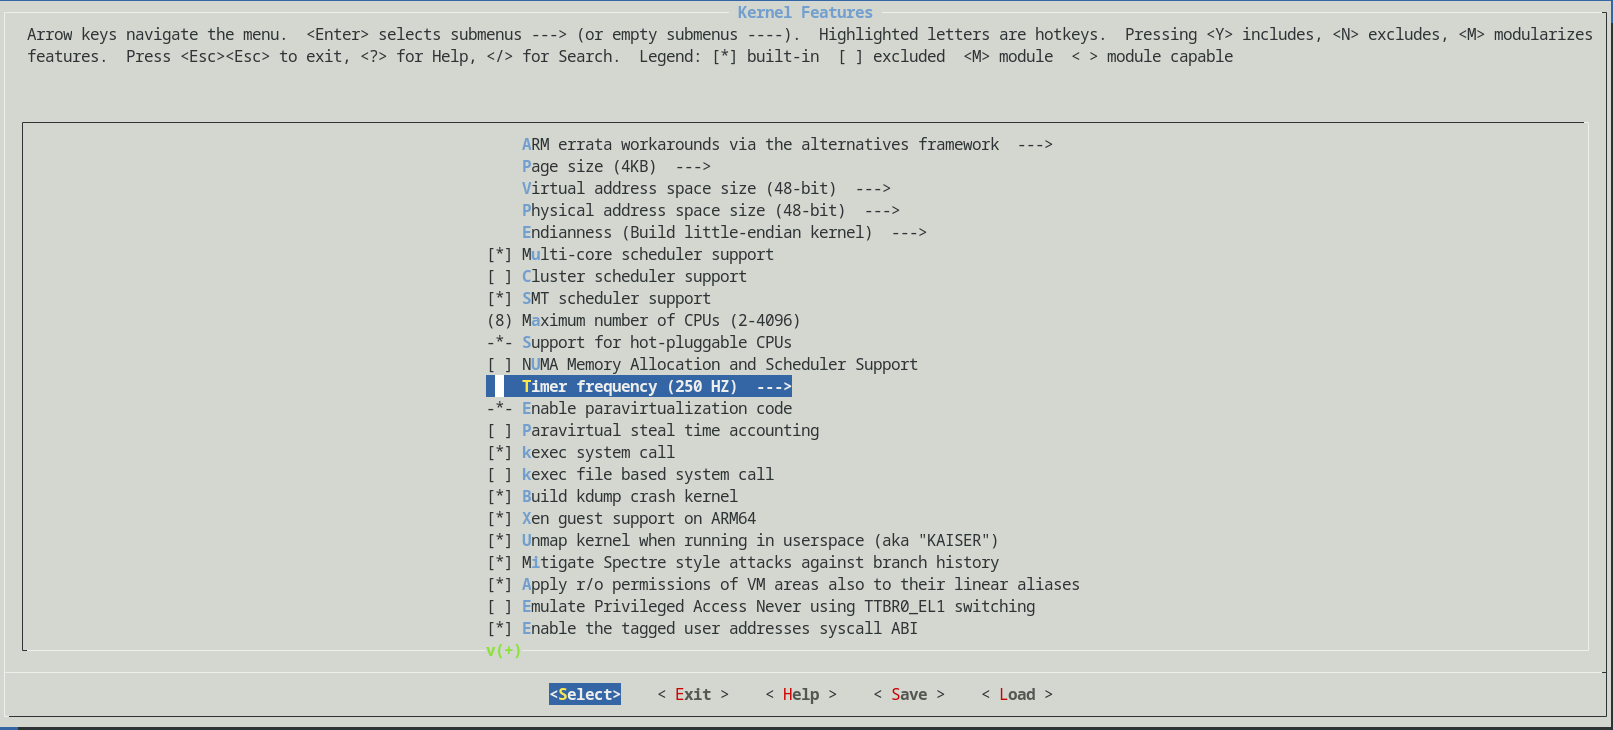 Kernel Features
Arrow keys navigate the menu.  <Enter> selects submenus ---> (or empty submenus ----).  Highlighted letters are hotkeys.  Pressing <Y> includes, <N> excludes, <M> modularizes
features.  Press <Esc><Esc> to exit, <?> for Help, </> for Search.  Legend: [*] built-in  [ ] excluded  <M> module  < > module capable
ARM errata workarounds via the alternatives framework  --->
Page size (4KB)  --->
Virtual address space size (48-bit)  --->
Physical address space size (48-bit)  --->
Endianness (Build little-endian kernel)  --->
[*] Multi-core scheduler support
[ ] Cluster scheduler support
[*] SMT scheduler support
(8) Maximum number of CPUs (2-4096)
-*- Support for hot-pluggable CPUs
[ ] NUMA Memory Allocation and Scheduler Support
Timer frequency (250 HZ)  --->
-*- Enable paravirtualization code
[ ] Paravirtual steal time accounting
[*] kexec system call
[ ] kexec file based system call
[*] Build kdump crash kernel
[*] Xen guest support on ARM64
[*] Unmap kernel when running in userspace (aka "KAISER")
[*] Mitigate Spectre style attacks against branch history
[*] Apply r/o permissions of VM areas also to their linear aliases
[ ] Emulate Privileged Access Never using TTBR0_EL1 switching
[*] Enable the tagged user addresses syscall ABI
v(+)
<Select>    < Exit >    < Help >    < Save >    < Load >